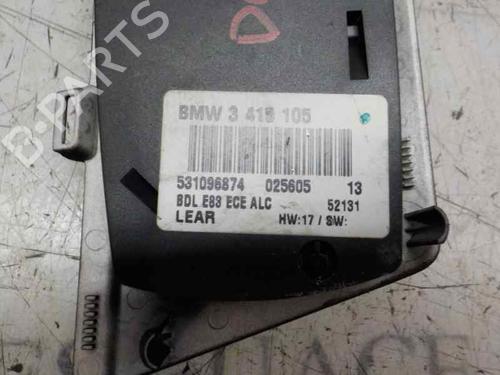 B-PARTS
BMW 3 415 105
531096874 025605 13
BDL E83 ECE ALC 52131
LEAR HW:17 / SW: